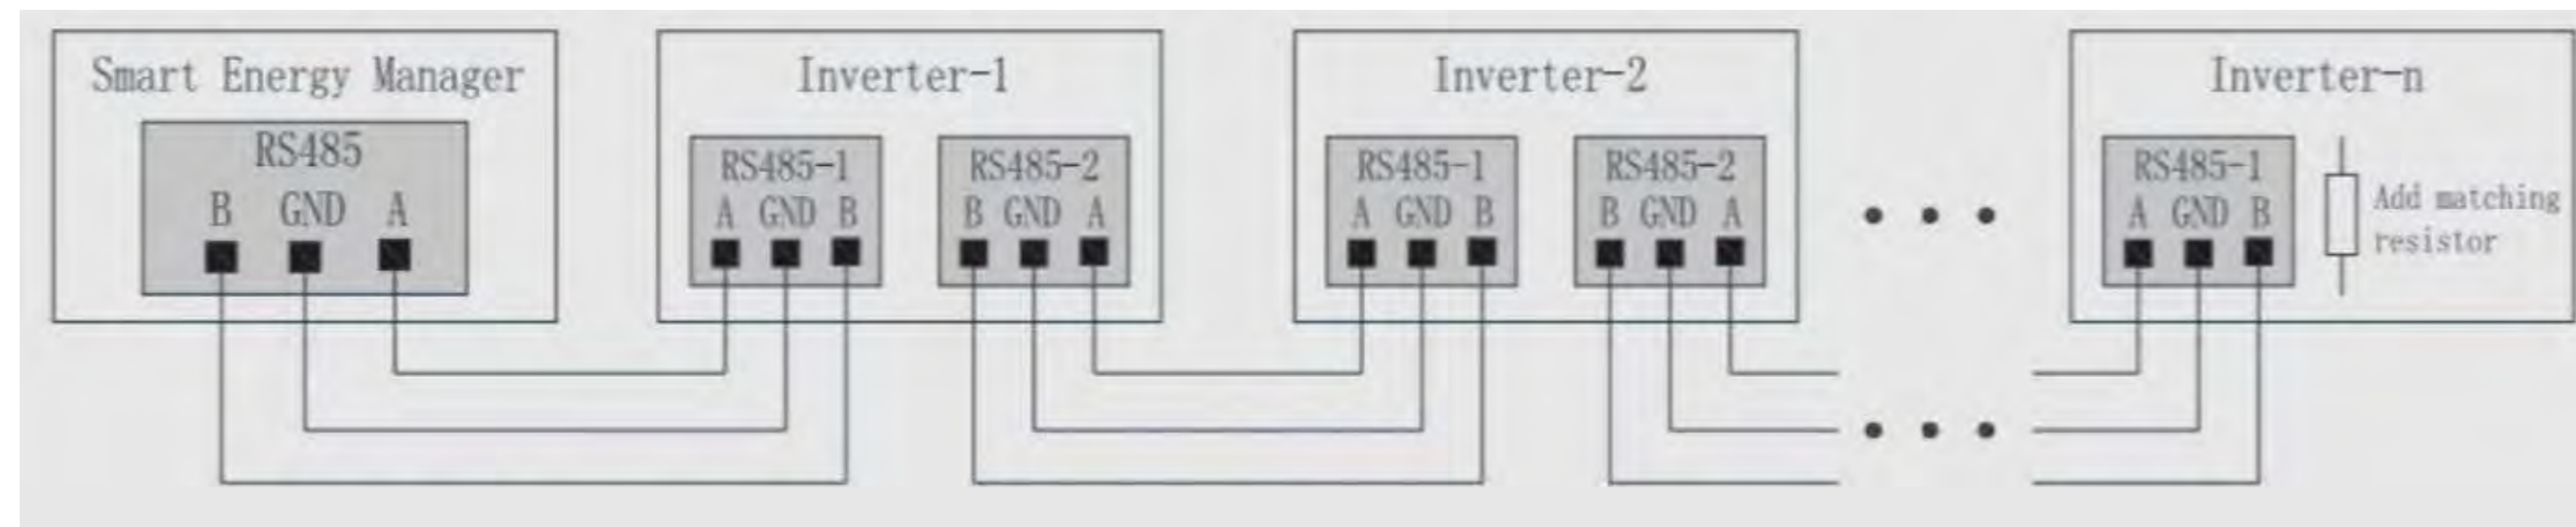 Smart Energy Manager
RS485
B GND A
Inverter-1
RS485-1
A GND B
RS485-2
B GND A
Inverter-2
RS485-1
A GND B
RS485-2
B GND A
Inverter-n
RS485-1
A GND B
Add matching
resistor